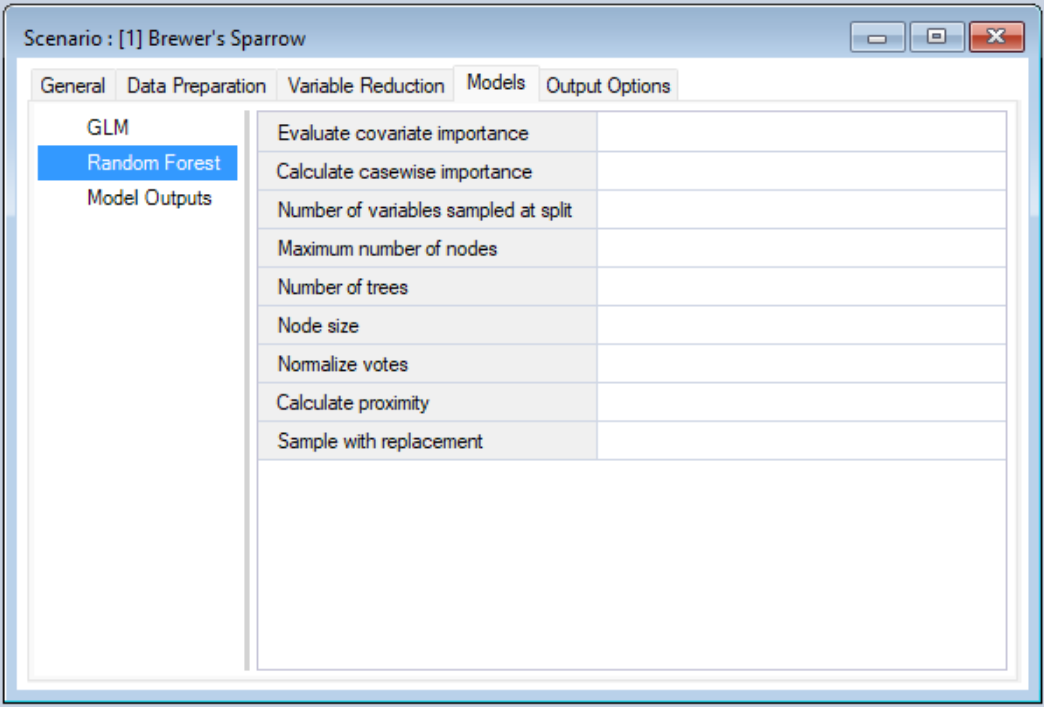 Scenario : [1] Brewer's Sparrow
General Data Preparation Variable Reduction Models Output Options
GLM
Random Forest
Model Outputs
Evaluate covariate importance
Calculate casewise importance
Number of variables sampled at split
Maximum number of nodes
Number of trees
Node size
Normalize votes
Calculate proximity
Sample with replacement